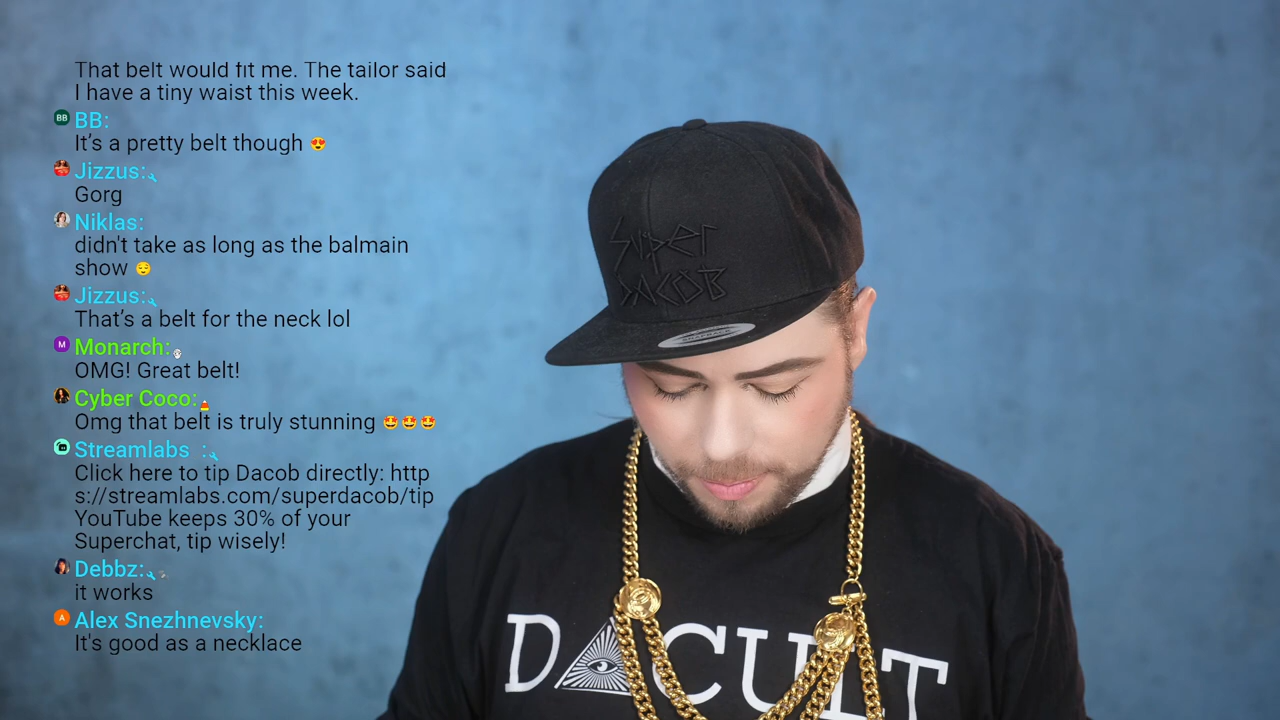 That belt would fit me. The tailor said
I have a tiny waist this week.
BB:
It’s a pretty belt though
Jizzus:
Gorg
Niklas:
didn't take as long as the balmain
show
Jizzus:
That’s a belt for the neck lol
M
Monarch:
OMG! Great belt!
Cyber Coco:
Omg that belt is truly stunning
Streamlabs :
Click here to tip Dacob directly: http
s://streamlabs.com/superdacob/tip
YouTube keeps 30% of your
Superchat, tip wisely!
Debbz:
it works
A
Alex Snezhnevsky:
It's good as a necklace
Super
DACOB
DACULT